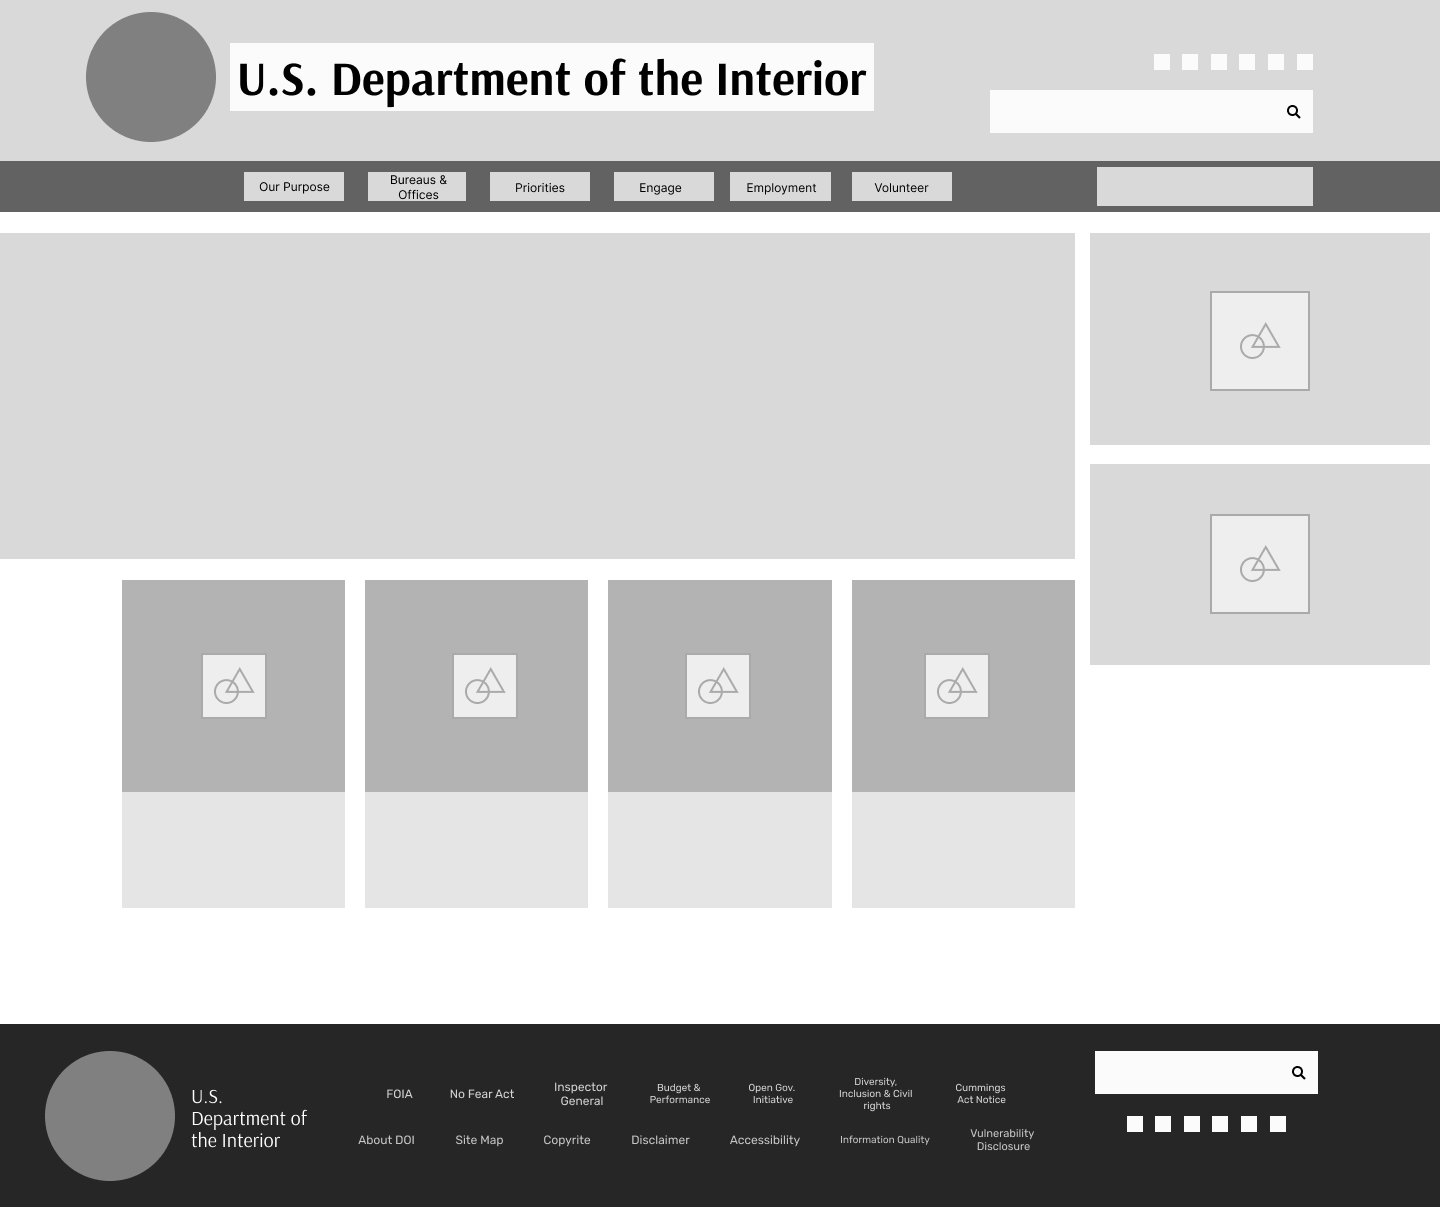 U.S. Department of the Interior
Our Purpose
Bureaus &
Offices
Priorities
Engage
Employment
Volunteer
U.S.
Department of
the Interior
FOIA
No Fear Act
Inspector
General
Budget &
Performance
Open Gov.
Initiative
Diversity,
Inclusion & Civil
rights
Cummings
Act Notice
About DOI
Site Map
Copyrite
Disclaimer
Accessibility
Information Quality
Vulnerability
Disclosure